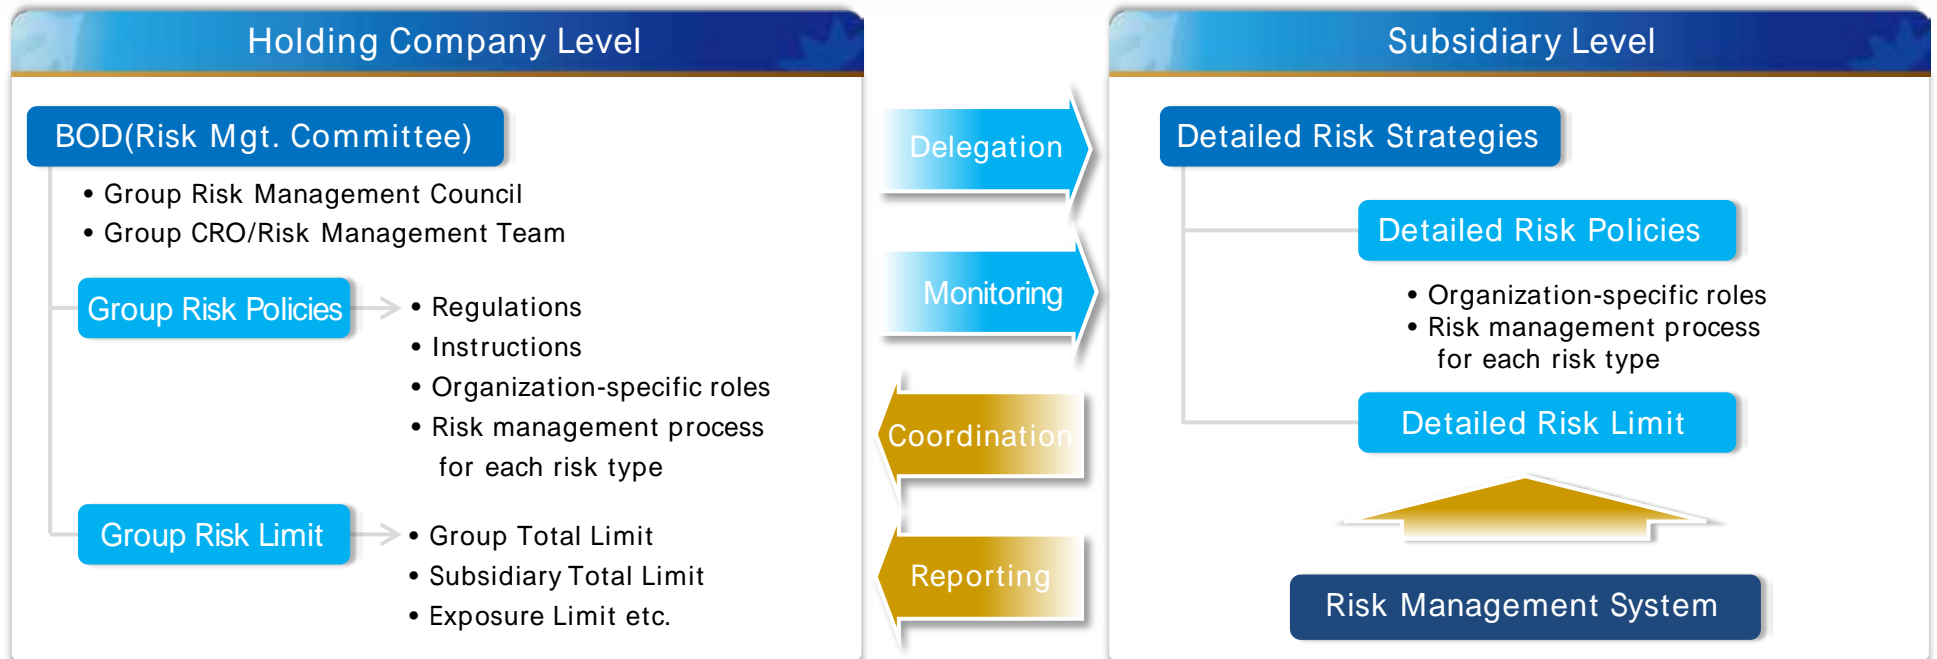 Holding Company Level
BOD(Risk Mgt. Committee)
• Group Risk Management Council
• Group CRO/Risk Management Team
Group Risk Policies
• Regulations
• Instructions
• Organization-specific roles
• Risk management process
for each risk type
Group Risk Limit
• Group Total Limit
• Subsidiary Total Limit
• Exposure Limit etc.
Delegation
Monitoring
Coordination
Reporting
Subsidiary Level
Detailed Risk Strategies
Detailed Risk Policies
• Organization-specific roles
• Risk management process
for each risk type
Detailed Risk Limit
Risk Management System